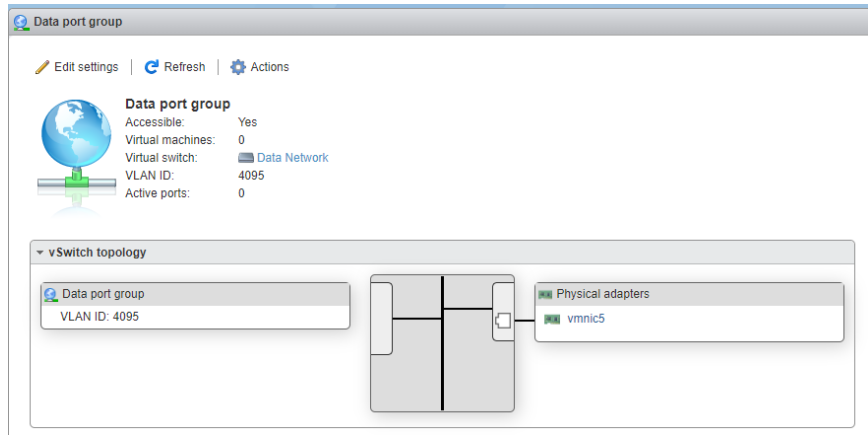 Data port group
Edit settings Refresh Actions
Data port group
Accessible: Yes
Virtual machines: 0
Virtual switch: Data Network
VLAN ID: 4095
Active ports: 0
vSwitch topology
Data port group
VLAN ID: 4095
Physical adapters
vmnic5